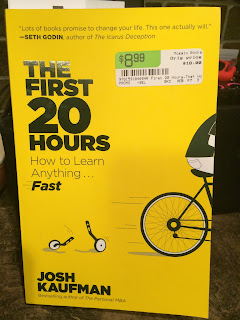 "Lots of books promise to change your life. This one actually will."
—SETH GODIN, author of The Icarus Deception
$8.99
$18.00
THE
FIRST
20
HOURS
How to Learn
Anything...
Fast
JOSH
KAUFMAN
Bestselling author of The Personal MBA